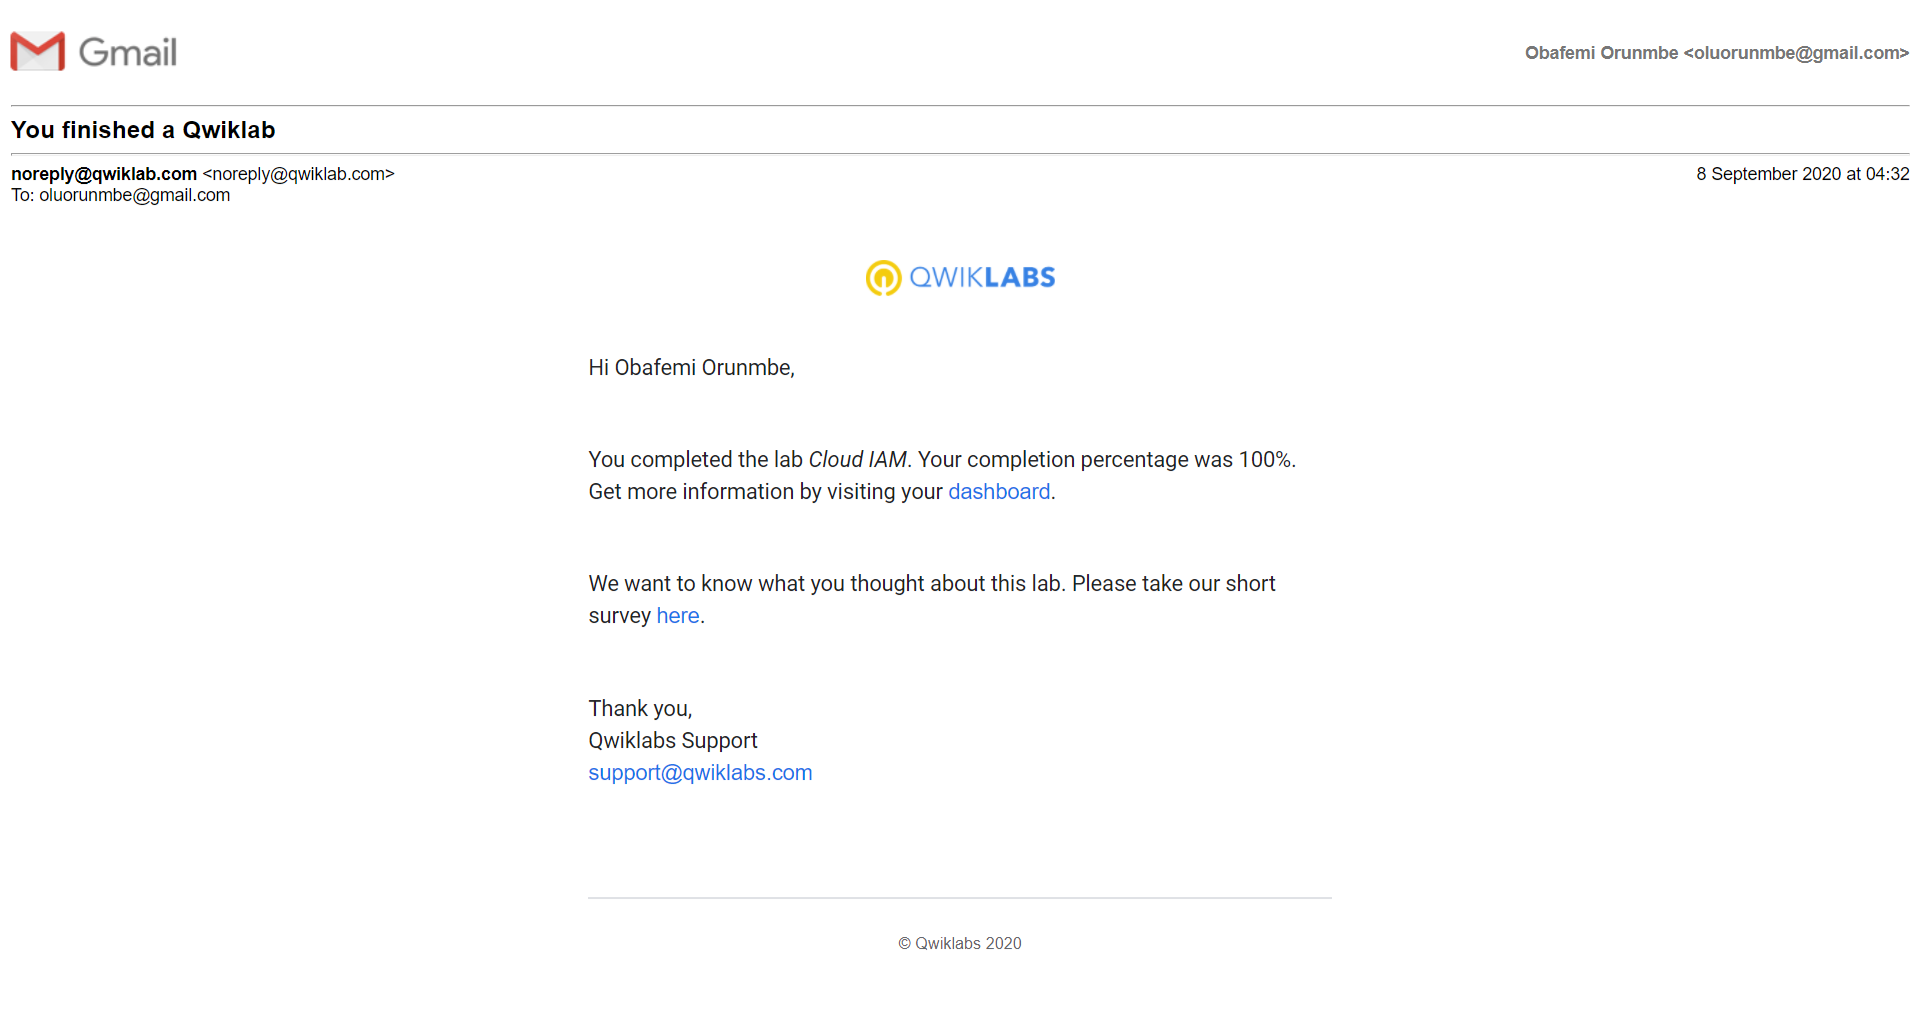 Gmail
Obafemi Orunmbe <oluorunmbe@gmail.com>
You finished a Qwiklab
noreply@qwiklab.com <noreply@qwiklab.com>
8 September 2020 at 04:32
To: oluorunmbe@gmail.com
QWIKLABS
Hi Obafemi Orunmbe,
You completed the lab Cloud IAM. Your completion percentage was 100%.
Get more information by visiting your dashboard.
We want to know what you thought about this lab. Please take our short
survey here.
Thank you,
Qwiklabs Support
support@qwiklabs.com
© Qwiklabs 2020